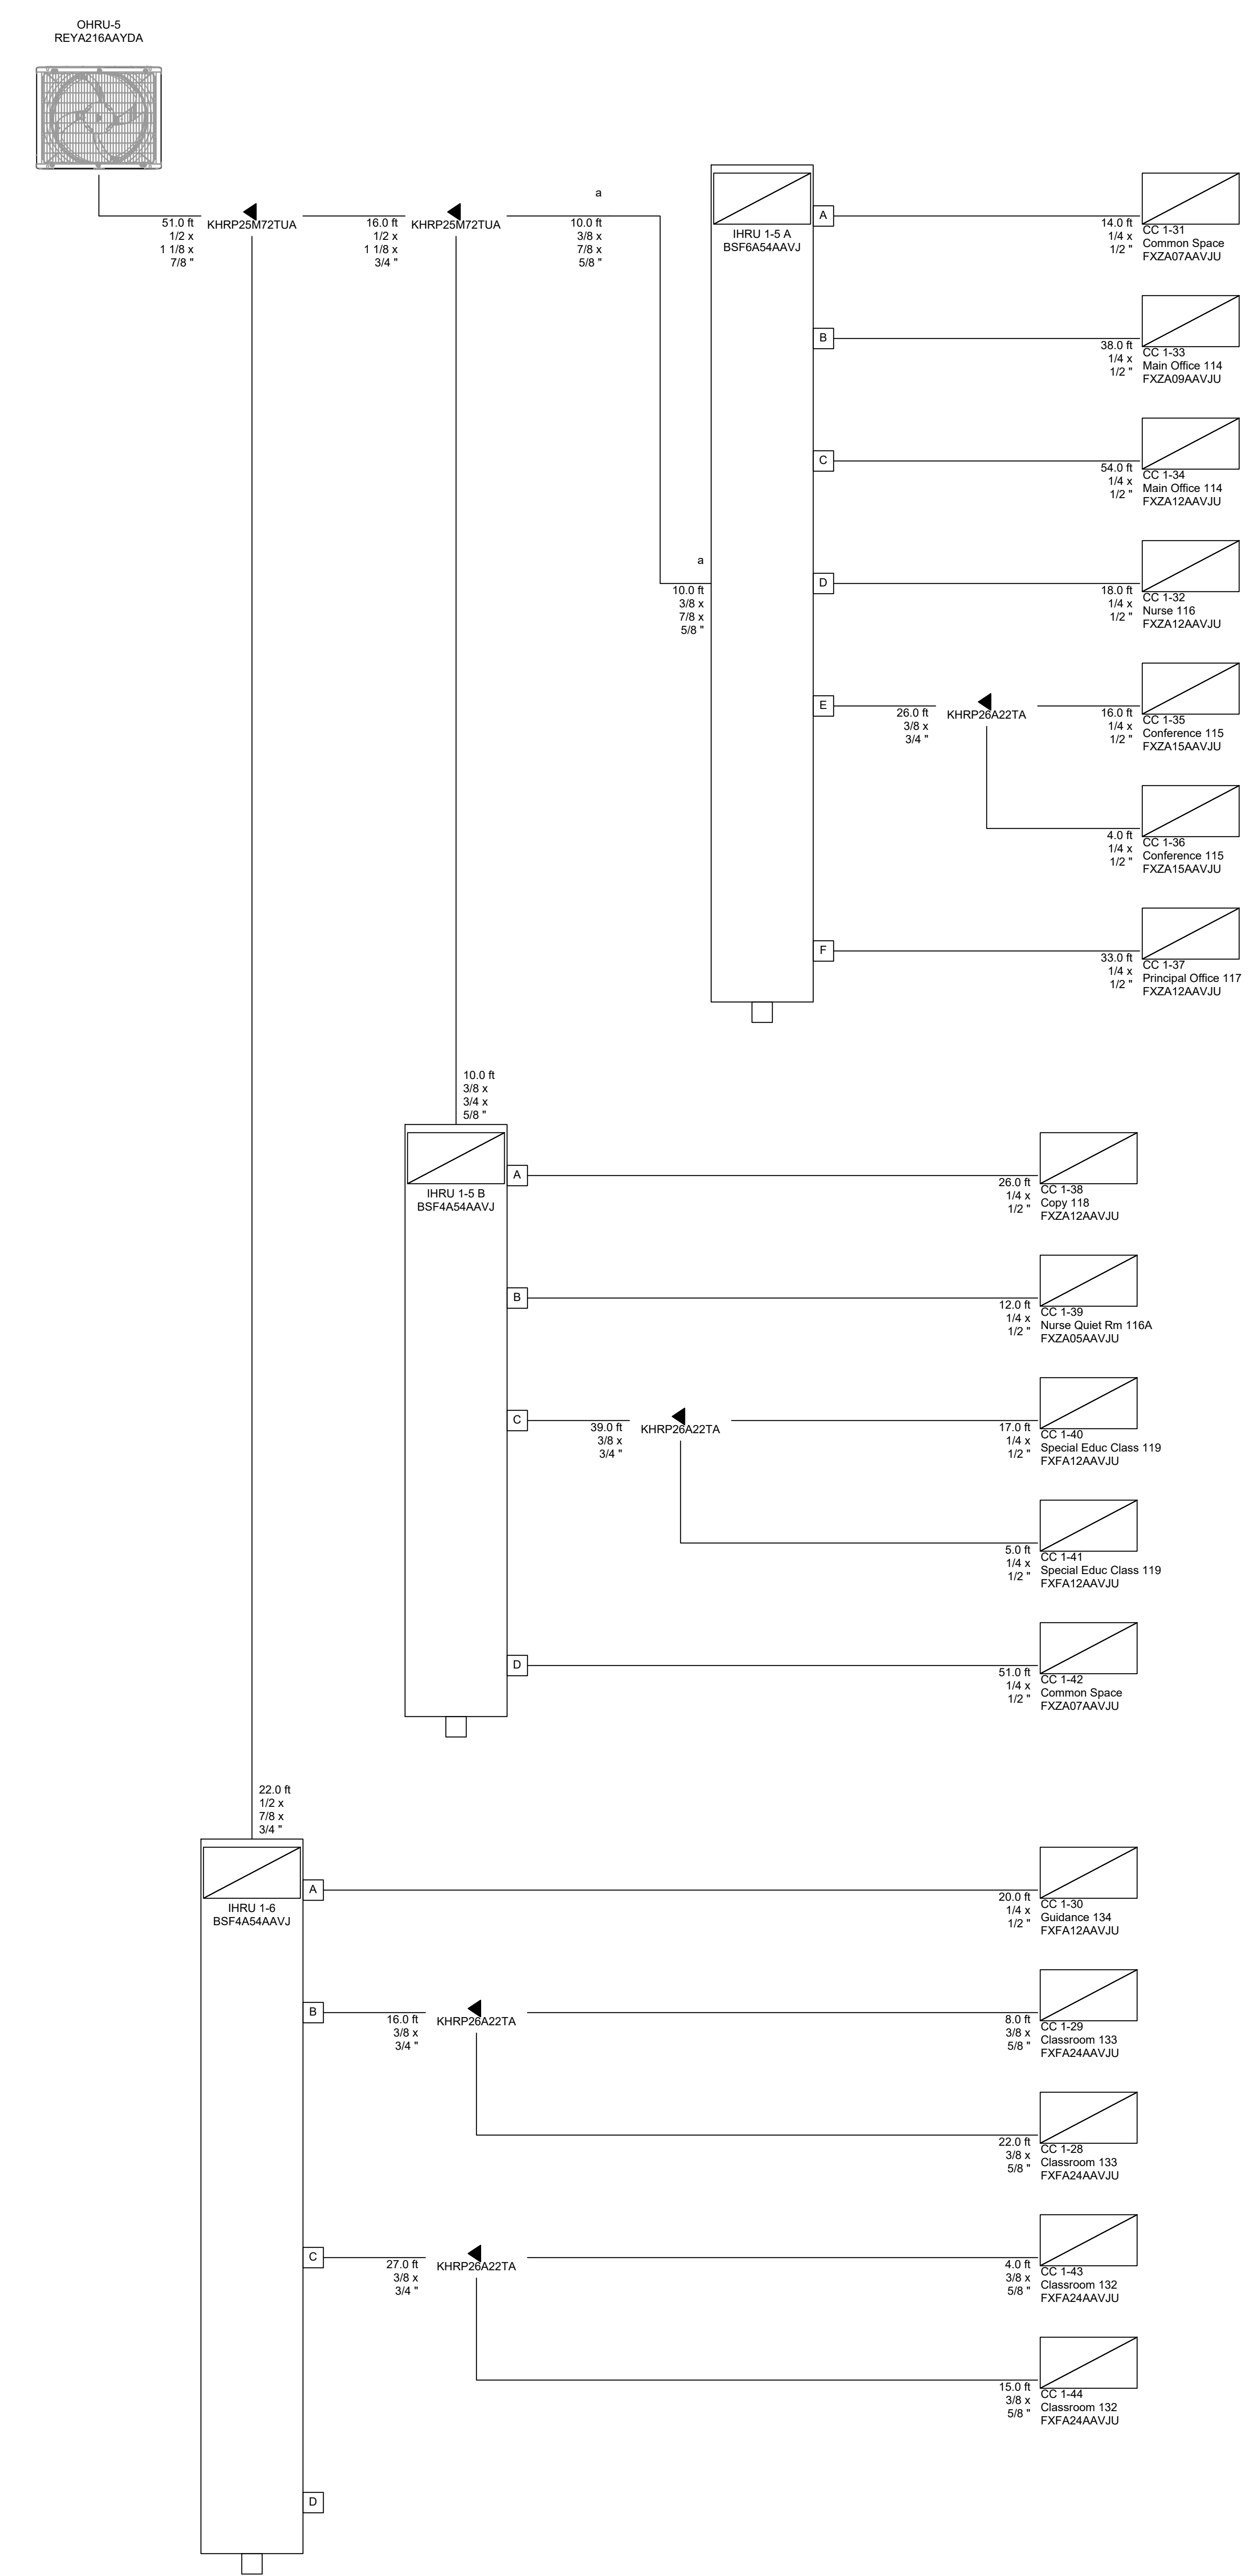 OHRU-5
REYA216AAYDA
51.0 ft
1/2 x
1 1/8 x
7/8 "
KHRP25M72TUA
16.0 ft
1/2 x
1 1/8 x
3/4 "
KHRP25M72TUA
a
10.0 ft
3/8 x
7/8 x
5/8 "
a
10.0 ft
3/8 x
7/8 x
5/8 "
IHRU 1-5 A
BSF6A54AAVJ
A
14.0 ft
1/4 x
1/2 "
CC 1-31
Common Space
FXZA07AAVJU
B
38.0 ft
1/4 x
1/2 "
CC 1-33
Main Office 114
FXZA09AAVJU
C
54.0 ft
1/4 x
1/2 "
CC 1-34
Main Office 114
FXZA12AAVJU
D
18.0 ft
1/4 x
1/2 "
CC 1-32
Nurse 116
FXZA12AAVJU
E
26.0 ft
3/8 x
3/4 "
KHRP26A22TA
16.0 ft
1/4 x
1/2 "
CC 1-35
Conference 115
FXZA15AAVJU
4.0 ft
1/4 x
1/2 "
CC 1-36
Conference 115
FXZA15AAVJU
F
33.0 ft
1/4 x
1/2 "
CC 1-37
Principal Office 117
FXZA12AAVJU
10.0 ft
3/8 x
3/4 x
5/8 "
IHRU 1-5 B
BSF4A54AAVJ
A
26.0 ft
1/4 x
1/2 "
CC 1-38
Copy 118
FXZA12AAVJU
B
12.0 ft
1/4 x
1/2 "
CC 1-39
Nurse Quiet Rm 116A
FXZA05AAVJU
C
39.0 ft
3/8 x
3/4 "
KHRP26A22TA
17.0 ft
1/4 x
1/2 "
CC 1-40
Special Educ Class 119
FXFA12AAVJU
5.0 ft
1/4 x
1/2 "
CC 1-41
Special Educ Class 119
FXFA12AAVJU
D
51.0 ft
1/4 x
1/2 "
CC 1-42
Common Space
FXZA07AAVJU
22.0 ft
1/2 x
7/8 x
3/4 "
IHRU 1-6
BSF4A54AAVJ
A
20.0 ft
1/4 x
1/2 "
CC 1-30
Guidance 134
FXFA12AAVJU
B
16.0 ft
3/8 x
3/4 "
KHRP26A22TA
8.0 ft
3/8 x
5/8 "
CC 1-29
Classroom 133
FXFA24AAVJU
22.0 ft
3/8 x
5/8 "
CC 1-28
Classroom 133
FXFA24AAVJU
C
27.0 ft
3/8 x
3/4 "
KHRP26A22TA
4.0 ft
3/8 x
5/8 "
CC 1-43
Classroom 132
FXFA24AAVJU
15.0 ft
3/8 x
5/8 "
CC 1-44
Classroom 132
FXFA24AAVJU
D